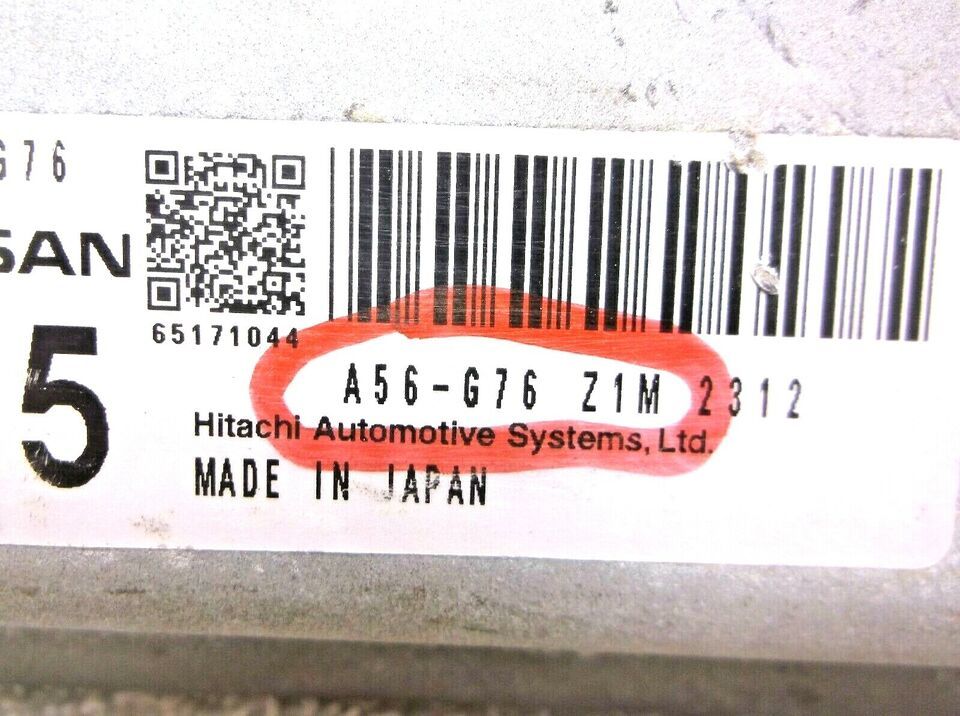 G76
SAN
5
65171044
A56-G76 Z1M 2312
Hitachi Automotive Systems, Ltd.
MADE IN JAPAN